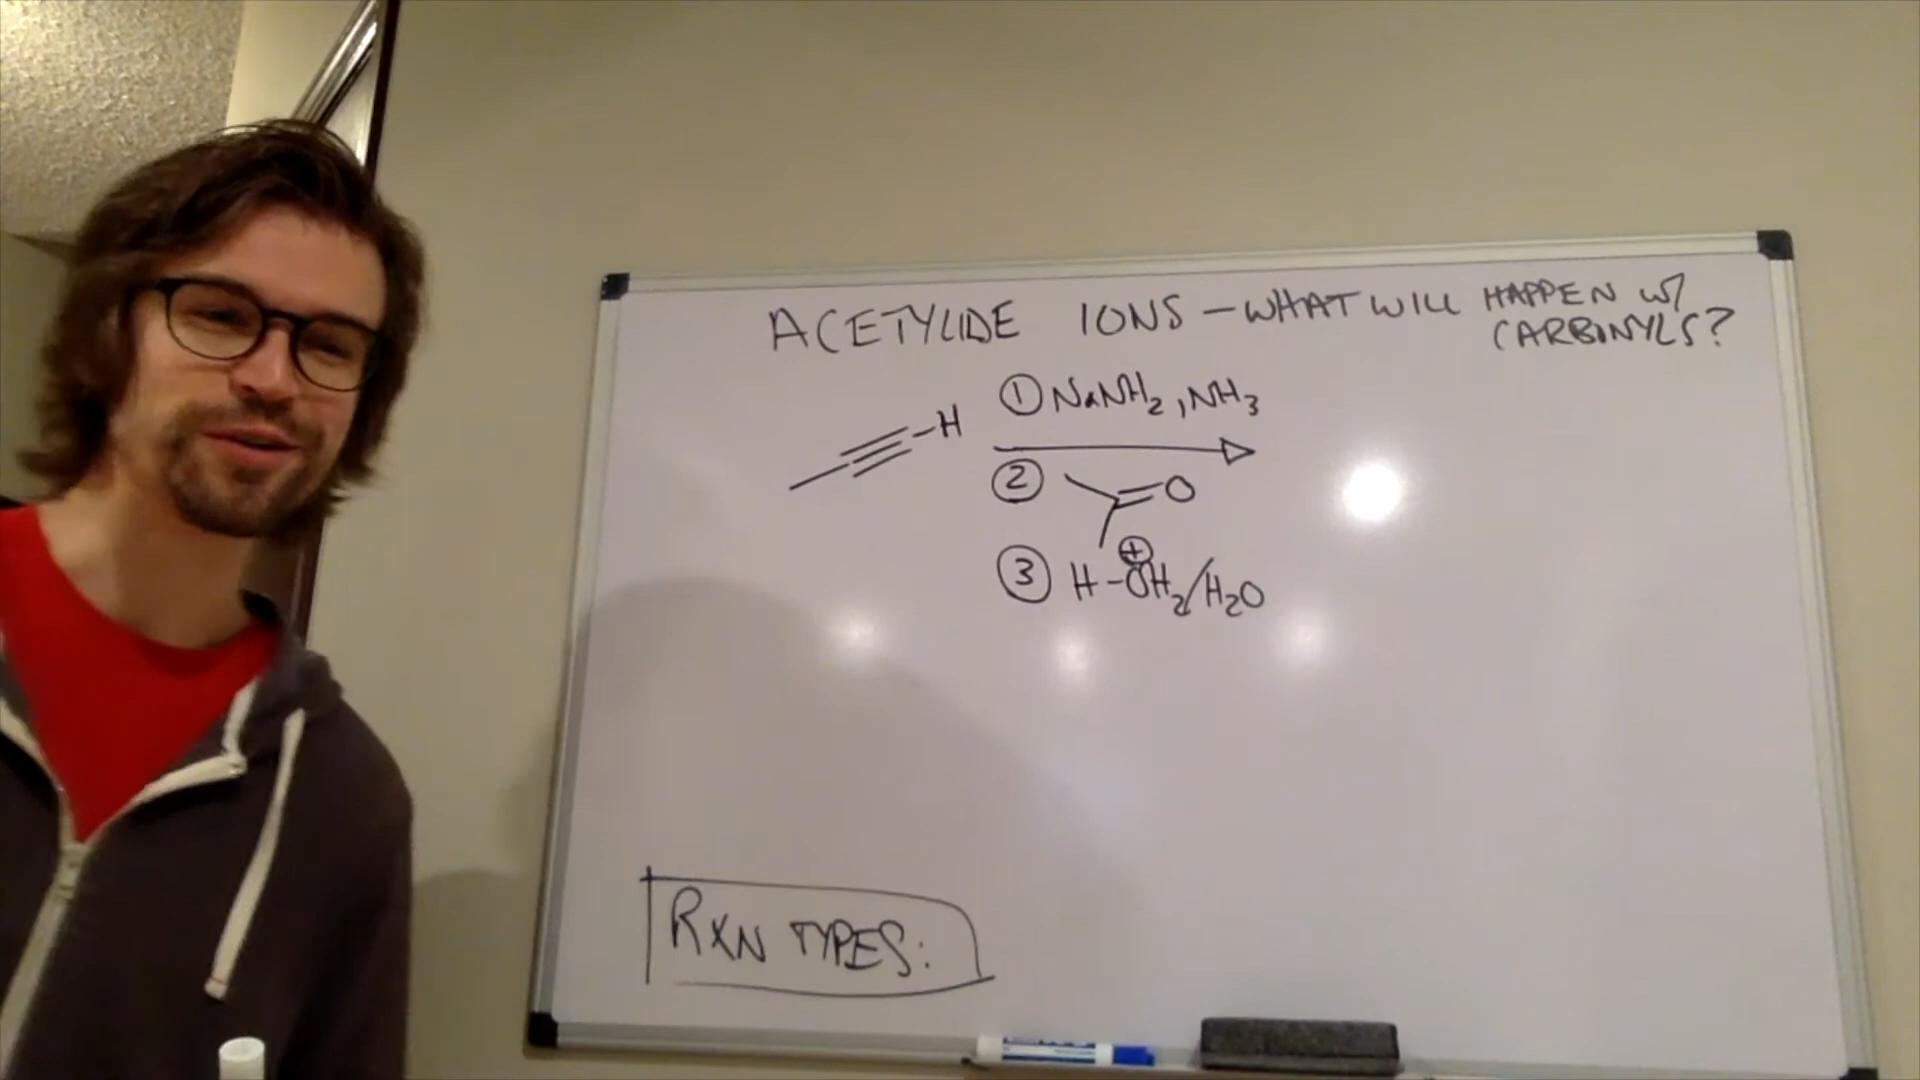 ACETYLIDE IONS - WHAT WILL HAPPEN W/
CARBONYLS?
① NaNH2, NH3
H
② O
③ H-OH2/H2O
⊕
RXN TYPES: